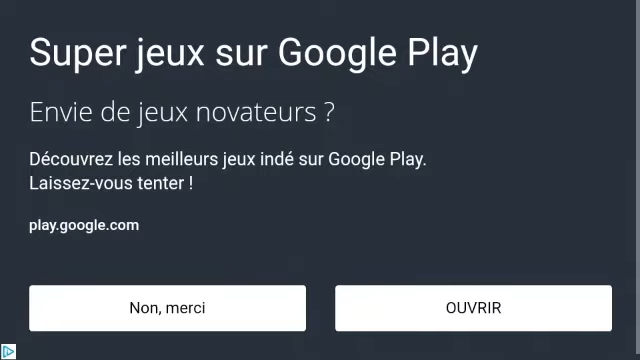 Super jeux sur Google Play
Envie de jeux novateurs ?
Découvrez les meilleurs jeux indé sur Google Play.
Laissez-vous tenter !
play.google.com
Non, merci
OUVRIR